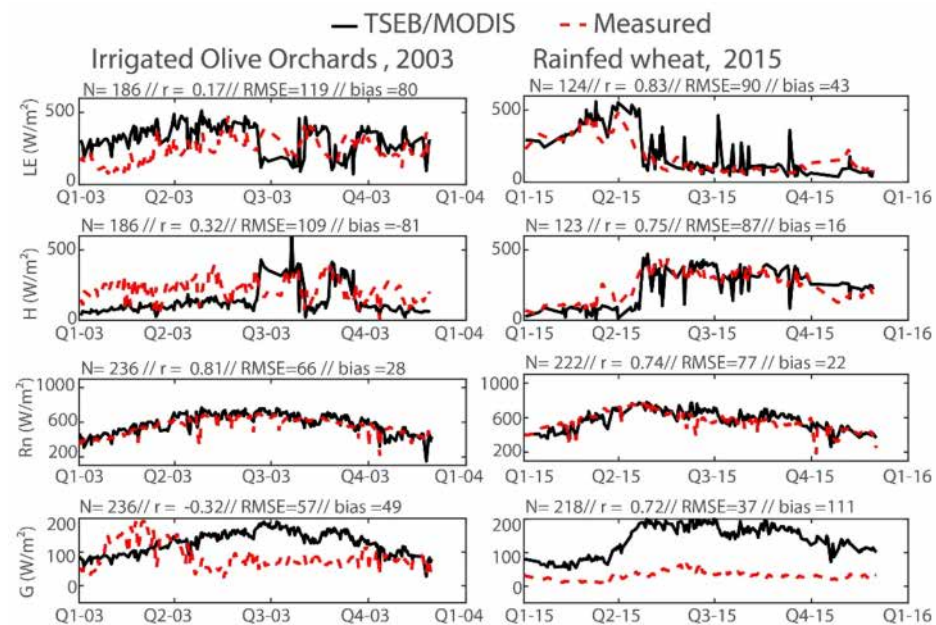 TSEB/MODIS Measured
Irrigated Olive Orchards , 2003 Rainfed wheat, 2015
N= 186 // r = 0.17// RMSE=119 // bias =80
N= 124// r = 0.83// RMSE=90 // bias =43
LE (W/m²)
500
0
500
0
Q1-03 Q2-03 Q3-03 Q4-03 Q1-04
Q1-15 Q2-15 Q3-15 Q4-15 Q1-16
N= 186 // r = 0.32// RMSE=109 // bias =-81
N= 123 // r = 0.75// RMSE=87 // bias =16
H (W/m²)
500
0
500
0
Q1-03 Q2-03 Q3-03 Q4-03 Q1-04
Q1-15 Q2-15 Q3-15 Q4-15 Q1-16
N= 236 // r = 0.81// RMSE=66 // bias =28
N= 222// r = 0.74// RMSE=77 // bias =22
Rn (W/m²)
1000
600
200
1000
600
200
Q1-03 Q2-03 Q3-03 Q4-03 Q1-04
Q1-15 Q2-15 Q3-15 Q4-15 Q1-16
N= 236// r = -0.32// RMSE=57// bias =49
N= 218// r = 0.72// RMSE=37 // bias =111
G (W/m²)
200
100
0
200
100
0
Q1-03 Q2-03 Q3-03 Q4-03 Q1-04
Q1-15 Q2-15 Q3-15 Q4-15 Q1-16